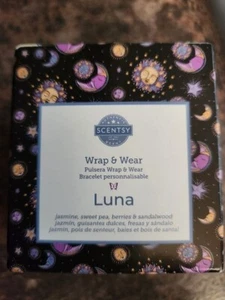 SCENTSY
Wrap & Wear
Pulsera Wrap & Wear
Bracelet personnalisable
Luna
jasmine, sweet pea, berries & sandalwood
jazmín, guisantes dulces, fresas y sándalo
jasmin, pois de senteur, baies et bois de santal